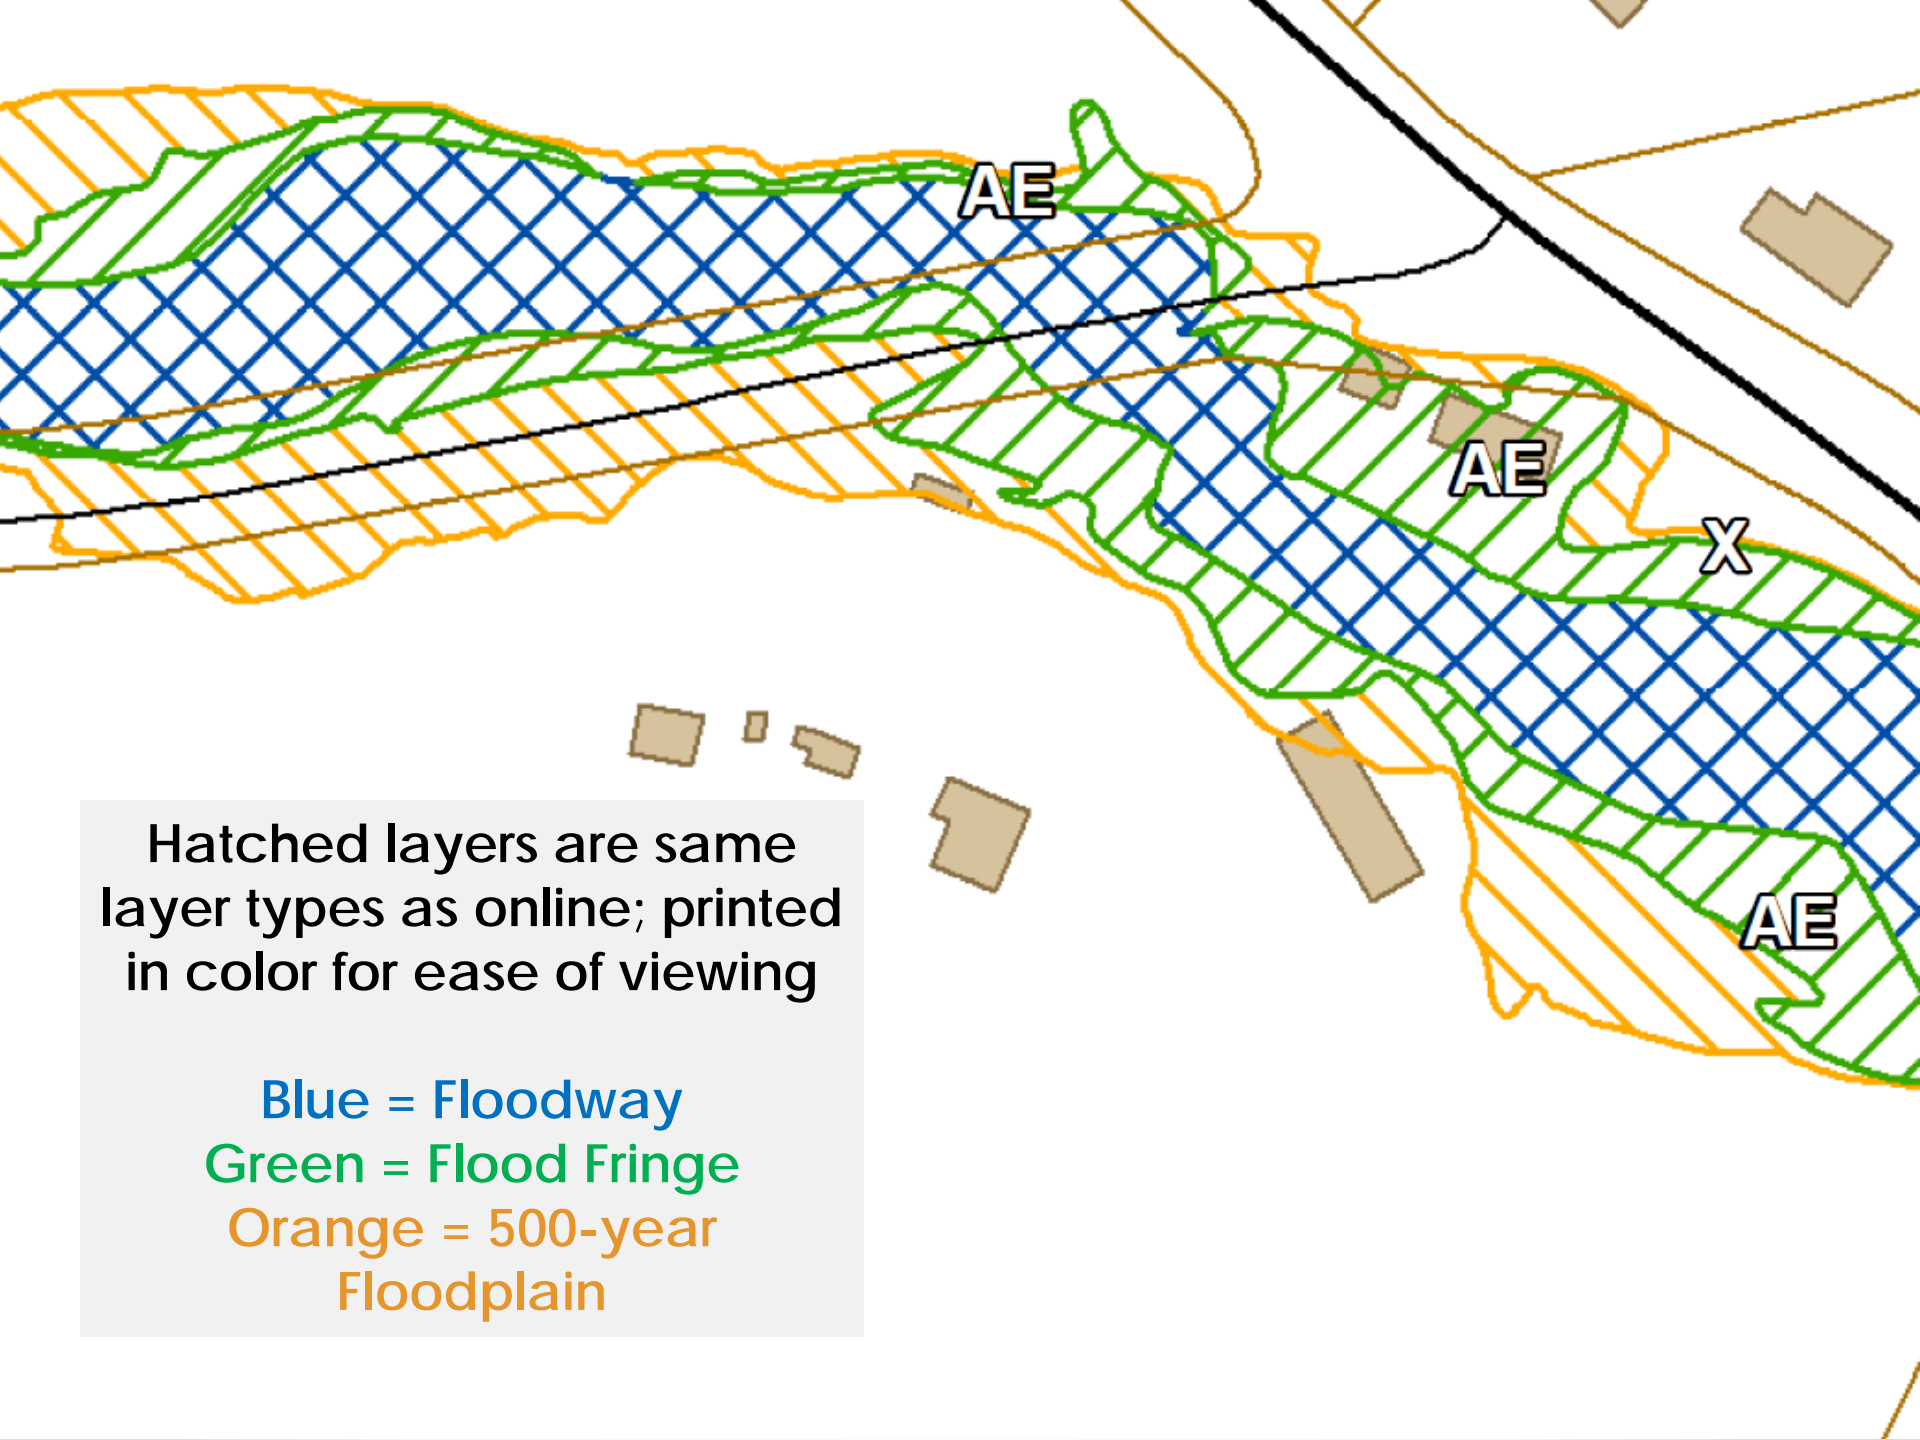 AE
AE
X
Hatched layers are same
layer types as online; printed
in color for ease of viewing
AE
Blue = Floodway
Green = Flood Fringe
Orange = 500-year
Floodplain